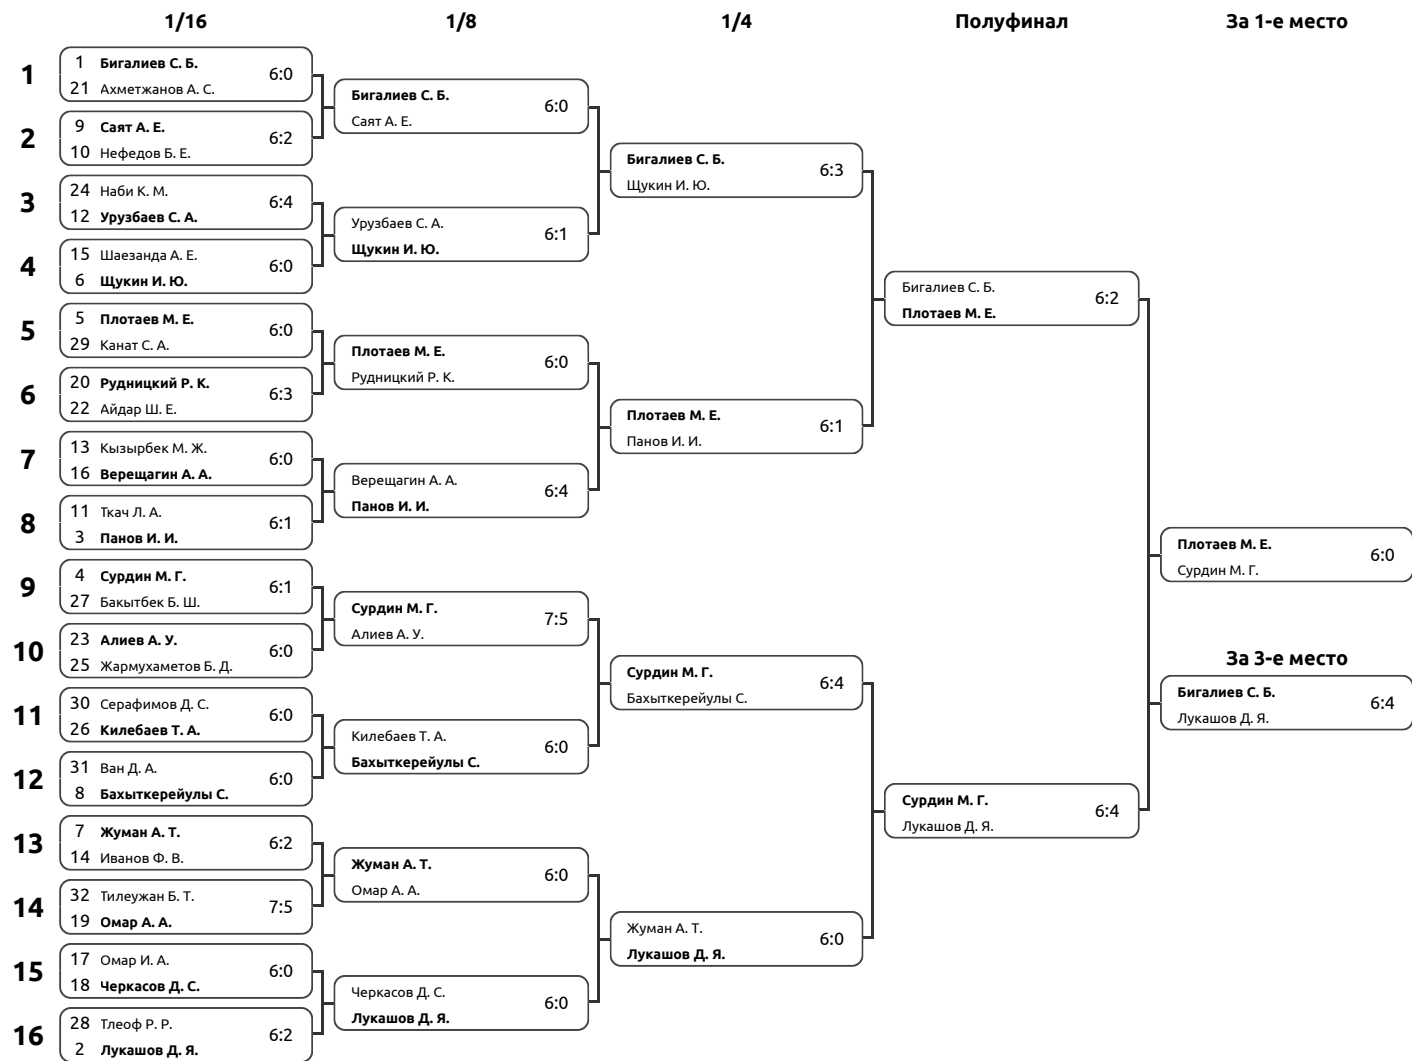 1/16
1/8
1/4
Полуфинал
За 1-е место
1
1 Бигалиев С. Б. 6:0
21 Ахметжанов А. С.
2
9 Саят А. Е. 6:2
10 Нефедов Б. Е.
3
24 Наби К. М. 6:4
12 Урузбаев С. А.
4
15 Шаезанда А. Е. 6:0
6 Щукин И. Ю.
5
5 Плотаев М. Е. 6:0
29 Канат С. А.
6
20 Рудницкий Р. К. 6:3
22 Айдар Ш. Е.
7
13 Кызырбек М. Ж. 6:0
16 Верещагин А. А.
8
11 Ткач Л. А. 6:1
3 Панов И. И.
9
4 Сурдин М. Г. 6:1
27 Бакытбек Б. Ш.
10
23 Алиев А. У. 6:0
25 Жармухаметов Б. Д.
11
30 Серафимов Д. С. 6:0
26 Килебаев Т. А.
12
31 Ван Д. А. 6:0
8 Бахыткерейулы С.
13
7 Жуман А. Т. 6:2
14 Иванов Ф. В.
14
32 Тилеужан Б. Т. 7:5
19 Омар А. А.
15
17 Омар И. А. 6:0
18 Черкасов Д. С.
16
28 Тлеоф Р. Р. 6:2
2 Лукашов Д. Я.
Бигалиев С. Б. 6:0
Саят А. Е.
Урузбаев С. А. 6:1
Щукин И. Ю.
Плотаев М. Е. 6:0
Рудницкий Р. К.
Верещагин А. А. 6:4
Панов И. И.
Сурдин М. Г. 7:5
Алиев А. У.
Килебаев Т. А. 6:0
Бахыткерейулы С.
Жуман А. Т. 6:0
Омар А. А.
Черкасов Д. С. 6:0
Лукашов Д. Я.
Бигалиев С. Б. 6:3
Щукин И. Ю.
Плотаев М. Е. 6:1
Панов И. И.
Сурдин М. Г. 6:4
Бахыткерейулы С.
Жуман А. Т. 6:0
Лукашов Д. Я.
Бигалиев С. Б. 6:2
Плотаев М. Е.
Сурдин М. Г. 6:4
Лукашов Д. Я.
Плотаев М. Е. 6:0
Сурдин М. Г.
За 3-е место
Бигалиев С. Б. 6:4
Лукашов Д. Я.